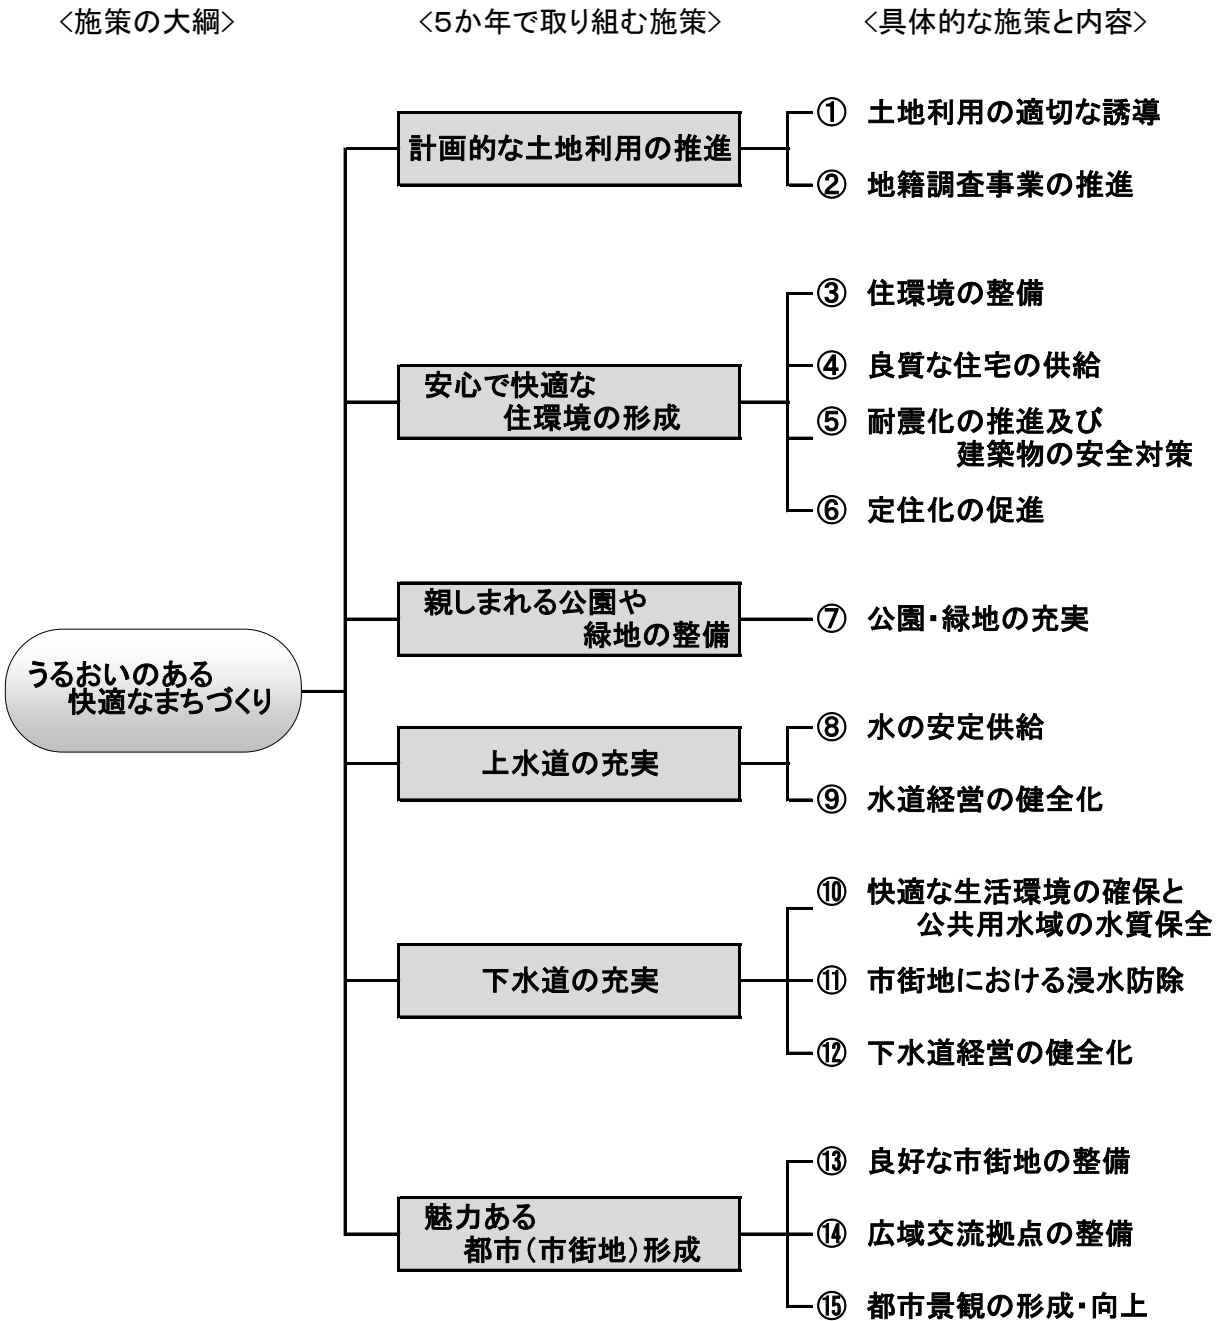 <施策の大綱>
<5か年で取り組む施策>
<具体的な施策と内容>
うるおいのある
快適なまちづくり
計画的な土地利用の推進
① 土地利用の適切な誘導
② 地籍調査事業の推進
安心で快適な
住環境の形成
③ 住環境の整備
④ 良質な住宅の供給
⑤ 耐震化の推進及び
建築物の安全対策
⑥ 定住化の促進
親しまれる公園や
緑地の整備
⑦ 公園・緑地の充実
上水道の充実
⑧ 水の安定供給
⑨ 水道経営の健全化
下水道の充実
⑩ 快適な生活環境の確保と
公共用水域の水質保全
⑪ 市街地における浸水防除
⑫ 下水道経営の健全化
魅力ある
都市(市街地)形成
⑬ 良好な市街地の整備
⑭ 広域交流拠点の整備
⑮ 都市景観の形成・向上